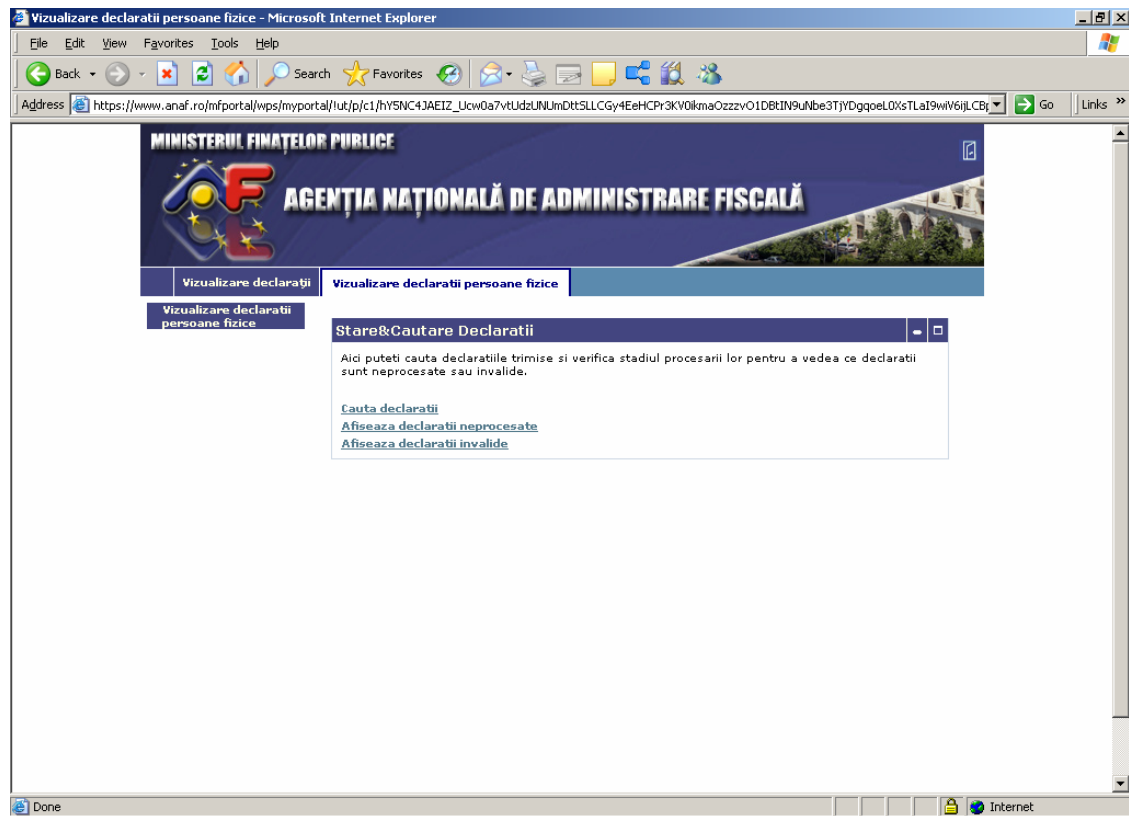 Vizualizare declaratii persoane fizice - Microsoft Internet Explorer
File Edit View Favorites Tools Help
Back Search Favorites
Address https://www.anaf.ro/mfportal/wps/myportal/!ut/p/c1/ Go Links »
MINISTERUL FINAȚELOR PUBLICE
AGENȚIA NAȚIONALĂ DE ADMINISTRARE FISCALĂ
Vizualizare declarații Vizualizare declaratii persoane fizice
Vizualizare declaratii
persoane fizice
Stare&Cautare Declaratii
Aici puteti cauta declaratiile trimise si verifica stadiul procesarii lor pentru a vedea ce declaratii
sunt neprocesate sau invalide.
Cauta declaratii
Afiseaza declaratii neprocesate
Afiseaza declaratii invalide
Done Internet